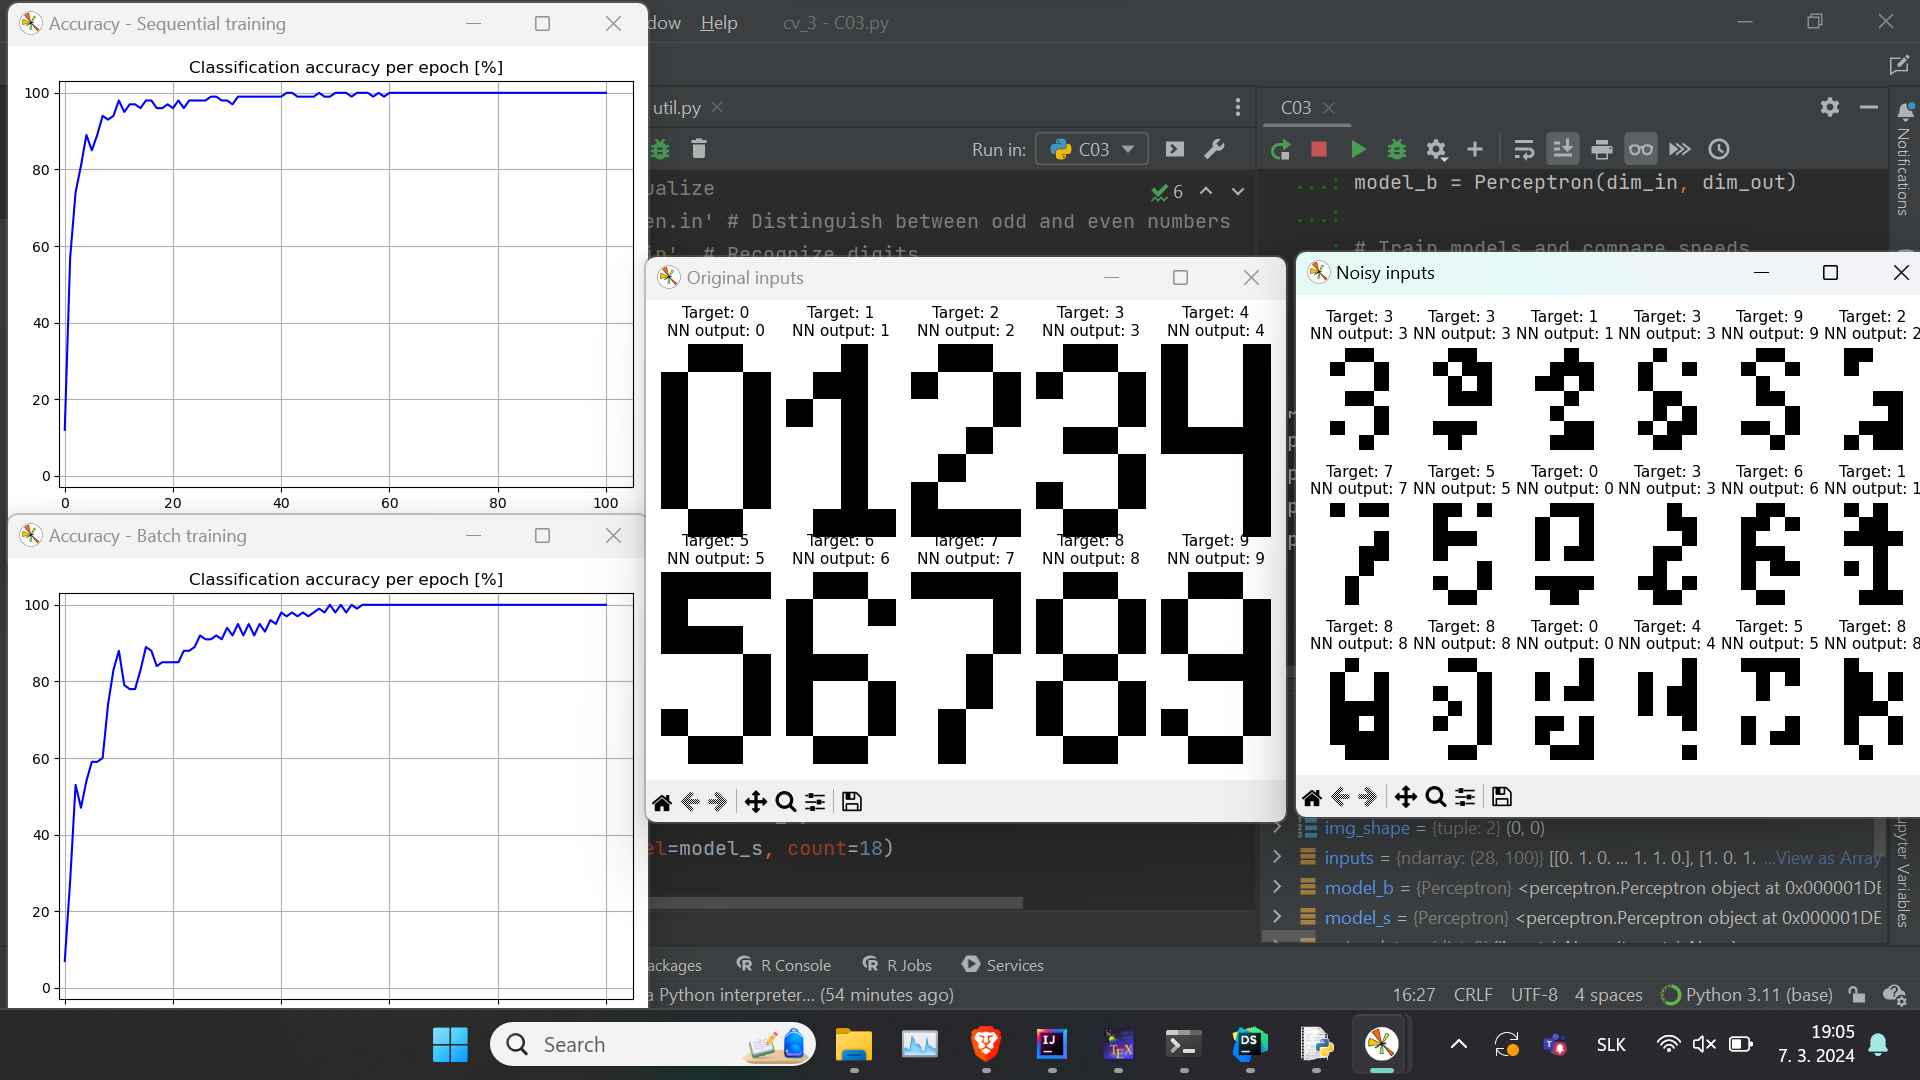 Accuracy - Sequential training
Classification accuracy per epoch [%]
100
80
60
40
20
0
0 20 40 60 80 100
Accuracy - Batch training
Classification accuracy per epoch [%]
100
80
60
40
20
0
dow Help cv_3 - C03.py
util.py
Run in: C03
ualize
6
en.in' # Distinguish between odd and even numbers
in' # Recognize digits
C03
...: model_b = Perceptron(dim_in, dim_out)
...:
# Train models and compare speeds
Notifications
Original inputs
Target: 0 Target: 1 Target: 2 Target: 3 Target: 4
NN output: 0 NN output: 1 NN output: 2 NN output: 3 NN output: 4
Target: 5 Target: 6 Target: 7 Target: 8 Target: 9
NN output: 5 NN output: 6 NN output: 7 NN output: 8 NN output: 9
Noisy inputs
Target: 3 Target: 3 Target: 1 Target: 3 Target: 9 Target: 2
NN output: 3 NN output: 3 NN output: 1 NN output: 3 NN output: 9 NN output: 2
Target: 7 Target: 5 Target: 0 Target: 3 Target: 6 Target: 1
NN output: 7 NN output: 5 NN output: 0 NN output: 3 NN output: 6 NN output: 1
Target: 8 Target: 8 Target: 0 Target: 4 Target: 5 Target: 8
NN output: 8 NN output: 8 NN output: 0 NN output: 4 NN output: 5 NN output: 8
el=model_s, count=18)
img_shape = {tuple: 2} (0, 0)
inputs = {ndarray: (28, 100)} [[0. 1. 0. ... 1. 1. 0.], [1. 0. 1. ...View as Array
model_b = {Perceptron} <perceptron.Perceptron object at 0x000001DE
model_s = {Perceptron} <perceptron.Perceptron object at 0x000001DE
upyter Variables
ackages R Console R Jobs Services
a Python interpreter... (54 minutes ago)
16:27 CRLF UTF-8 4 spaces Python 3.11 (base)
Search
SLK
19:05
7. 3. 2024